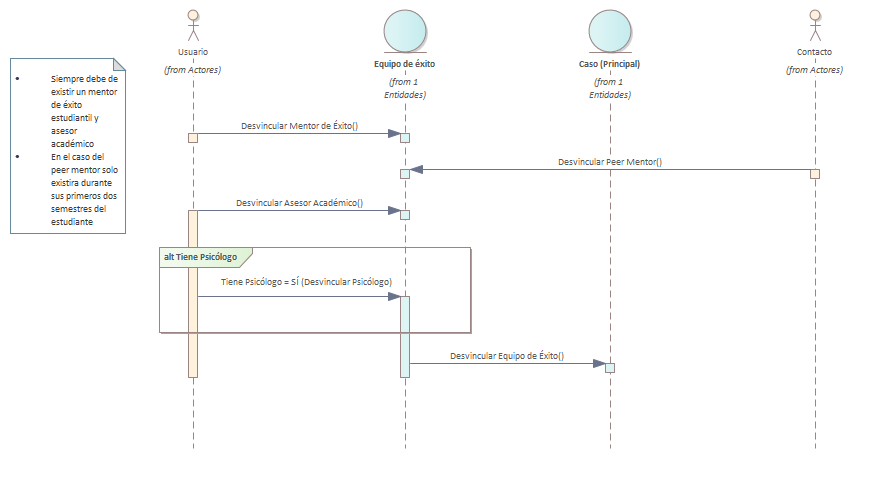 Usuario
(from Actores)
Equipo de éxito
(from 1
Entidades)
Caso (Principal)
(from 1
Entidades)
Contacto
(from Actores)
• Siempre debe de
existir un mentor
de éxito
estudiantil y
asesor
académico
• En el caso del
peer mentor solo
existira durante
sus primeros dos
semestres del
estudiante
Desvincular Mentor de Éxito()
Desvincular Peer Mentor()
Desvincular Asesor Académico()
alt Tiene Psicólogo
Tiene Psicólogo = SÍ (Desvincular Psicólogo)
Desvincular Equipo de Éxito()